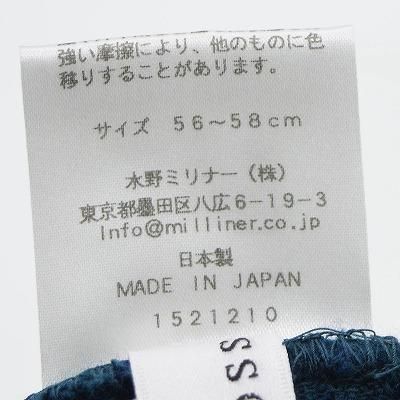 強い摩擦により、他のものに色
移りすることがあります。
サイズ 56～58cm
水野ミリナー（株）
東京都墨田区八広6-19-3
Info@milliner.co.jp
日本製
MADE IN JAPAN
1521210
OSS